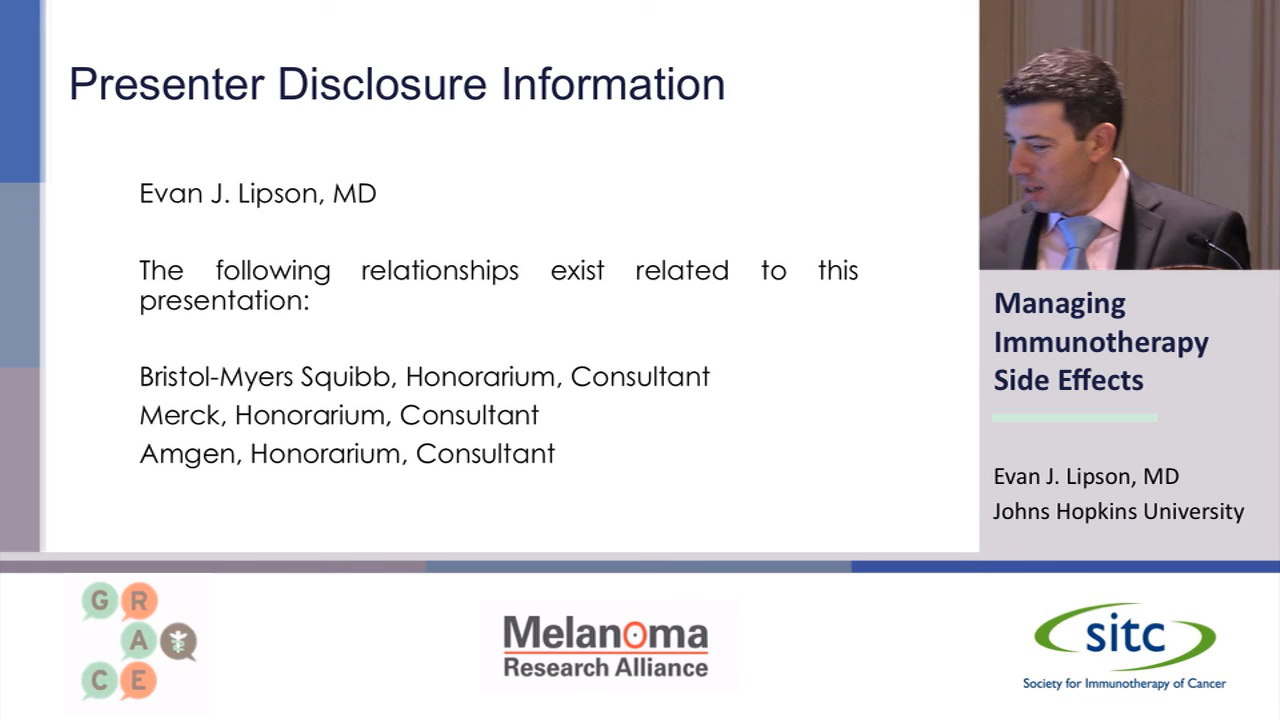 Presenter Disclosure Information
Evan J. Lipson, MD
The following relationships exist related to this
presentation:
Bristol-Myers Squibb, Honorarium, Consultant
Merck, Honorarium, Consultant
Amgen, Honorarium, Consultant
Managing
Immunotherapy
Side Effects
Evan J. Lipson, MD
Johns Hopkins University
G R
A
C E
Melanoma
Research Alliance
sitc
Society for Immunotherapy of Cancer